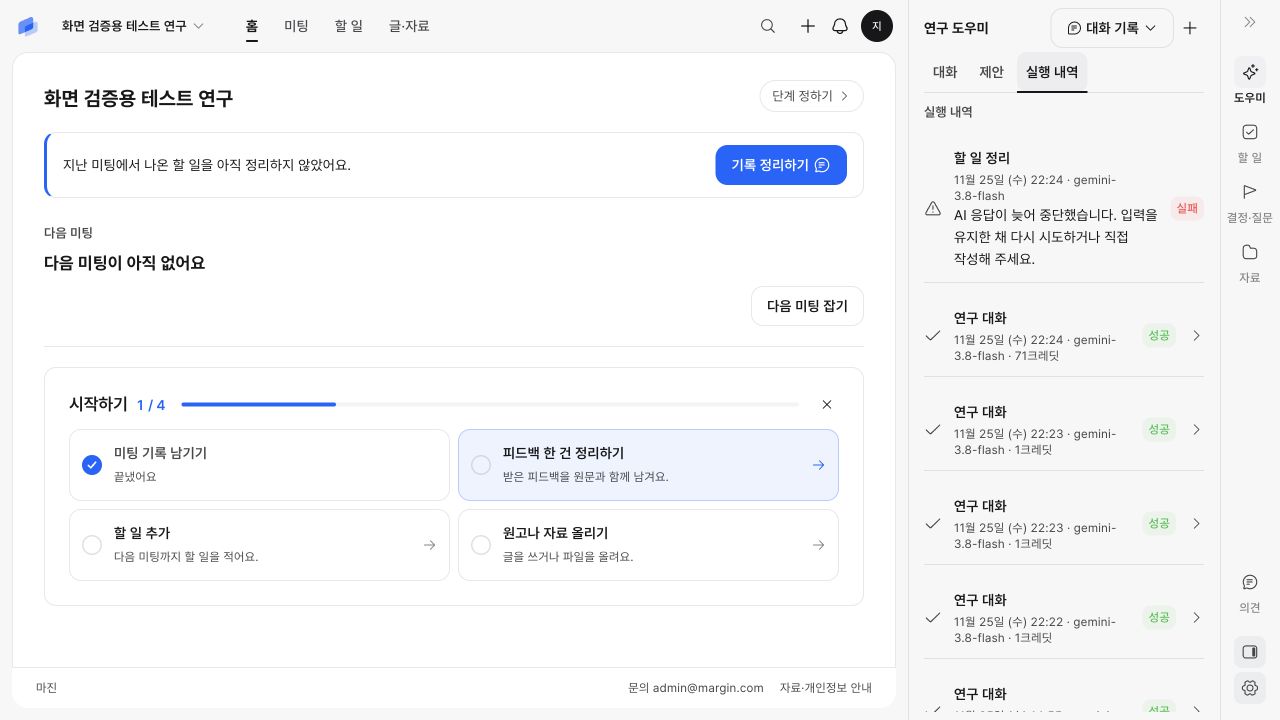 화면 검증용 테스트 연구
홈
미팅
할 일
글·자료
지
화면 검증용 테스트 연구
단계 정하기
지난 미팅에서 나온 할 일을 아직 정리하지 않았어요.
기록 정리하기
다음 미팅
다음 미팅이 아직 없어요
다음 미팅 잡기
시작하기 1 / 4
미팅 기록 남기기
끝냈어요
피드백 한 건 정리하기
받은 피드백을 원문과 함께 남겨요.
할 일 추가
다음 미팅까지 할 일을 적어요.
원고나 자료 올리기
글을 쓰거나 파일을 올려요.
마진
문의 admin@margin.com
자료·개인정보 안내
연구 도우미
대화 기록
대화
제안
실행 내역
실행 내역
할 일 정리
11월 25일 (수) 22:24 · gemini-
3.8-flash
AI 응답이 늦어 중단했습니다. 입력을
유지한 채 다시 시도하거나 직접
작성해 주세요.
실패
연구 대화
11월 25일 (수) 22:24 · gemini-
3.8-flash · 71크레딧
성공
연구 대화
11월 25일 (수) 22:23 · gemini-
3.8-flash · 1크레딧
성공
연구 대화
11월 25일 (수) 22:23 · gemini-
3.8-flash · 1크레딧
성공
연구 대화
11월 25일 (수) 22:22 · gemini-
3.8-flash · 1크레딧
성공
연구 대화
도우미
할 일
결정·질문
자료
의견